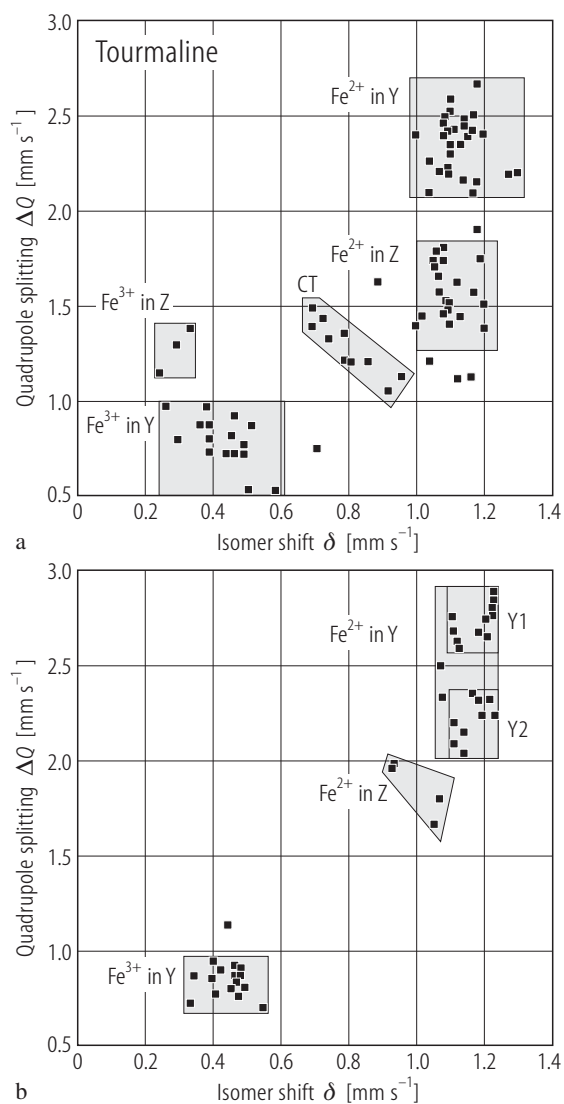 3.0
Tourmaline
Fe²⁺ in Y
2.5
Quadrupole splitting ΔQ [mm s⁻¹]
2.0
Fe²⁺ in Z
CT
Fe³⁺ in Z
1.5
1.0
Fe³⁺ in Y
0.5
0 0.2 0.4 0.6 0.8 1.0 1.2 1.4
a Isomer shift δ [mm s⁻¹]
3.0
Fe²⁺ in Y
Y1
2.5
Quadrupole splitting ΔQ [mm s⁻¹]
Y2
2.0
Fe²⁺ in Z
1.5
1.0
Fe³⁺ in Y
0.5
0 0.2 0.4 0.6 0.8 1.0 1.2 1.4
b Isomer shift δ [mm s⁻¹]